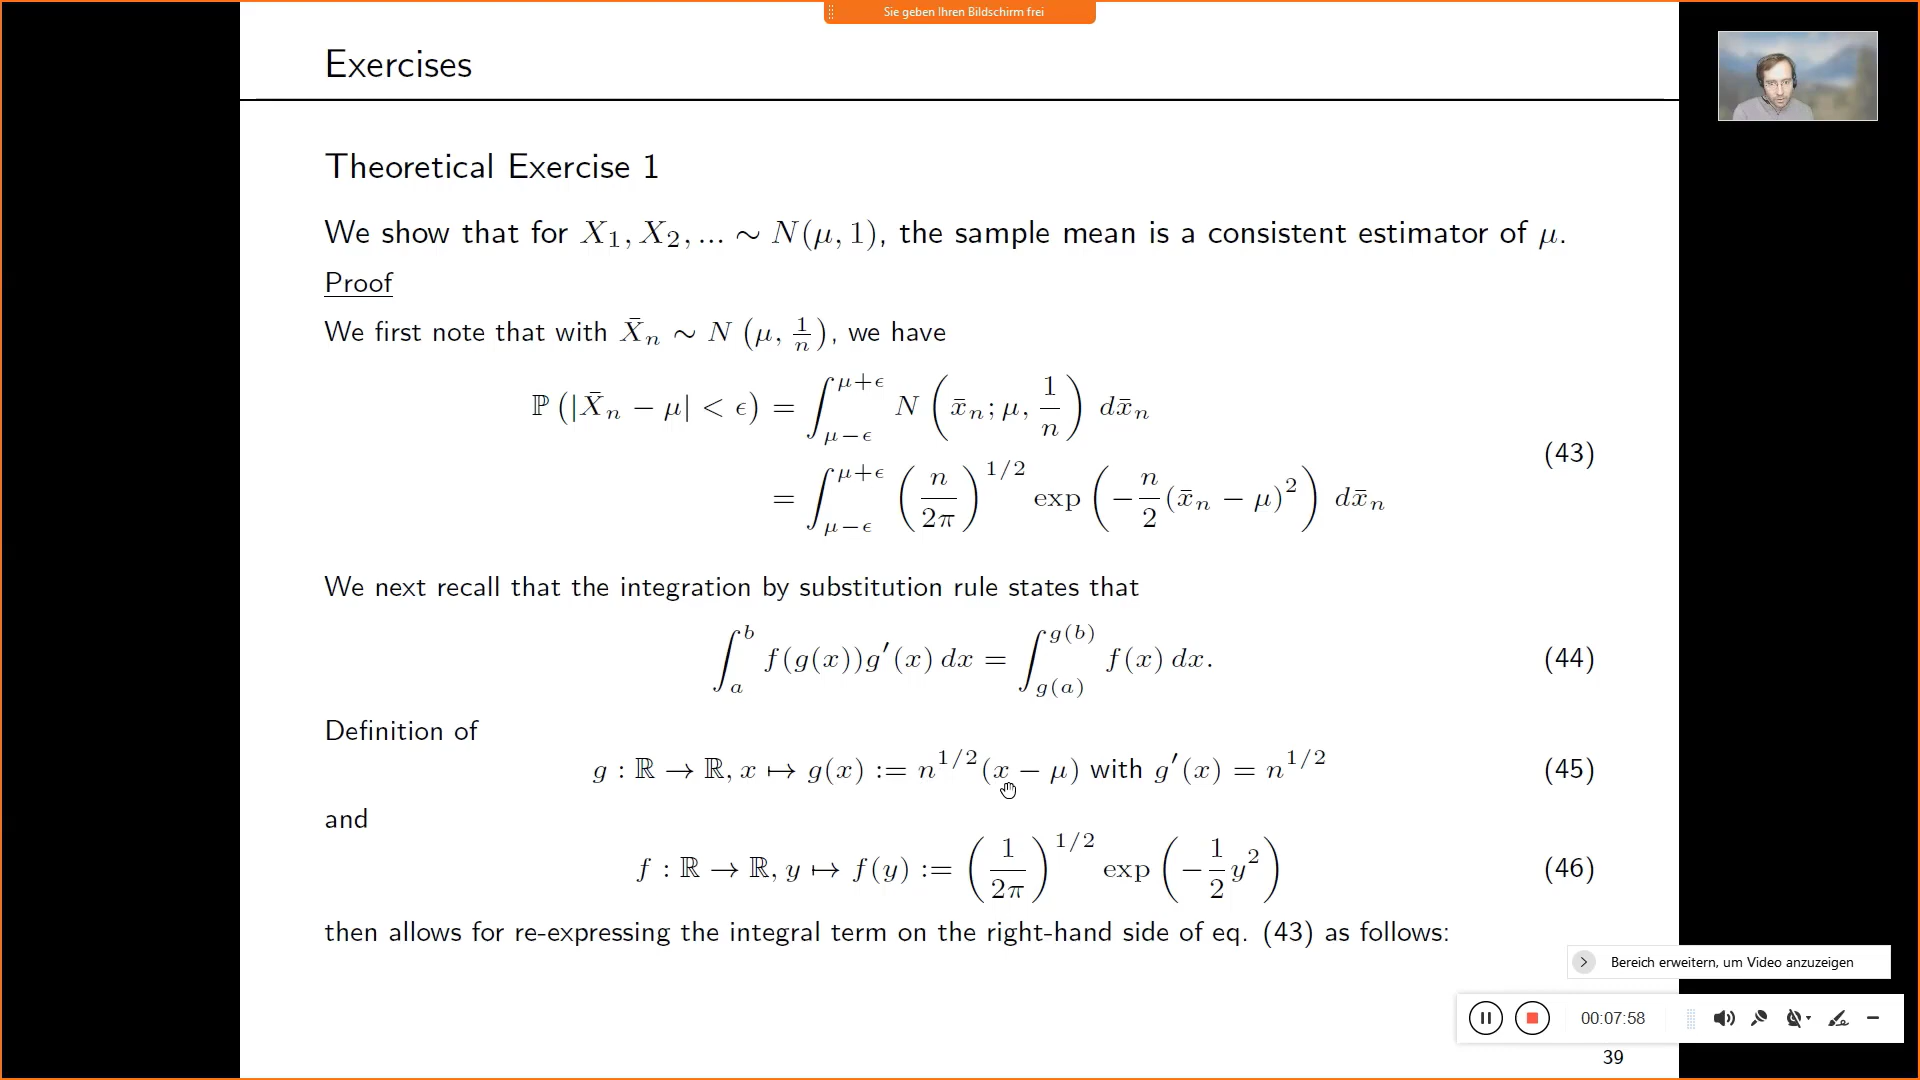 Sie geben Ihren Bildschirm frei
Exercises
Theoretical Exercise 1
We show that for X₁, X₂, ... ∼ N(μ, 1), the sample mean is a consistent estimator of μ.
Proof
We first note that with X̄ₙ ∼ N (μ, 1/n), we have
ℙ (|X̄ₙ − μ| < ϵ) = ∫_{μ−ϵ}^{μ+ϵ} N (x̄ₙ; μ, 1/n) dx̄ₙ
(43)
= ∫_{μ−ϵ}^{μ+ϵ} (n/2π)^{1/2} exp (−n/2 (x̄ₙ − μ)²) dx̄ₙ
We next recall that the integration by substitution rule states that
∫_a^b f(g(x))g′(x) dx = ∫_{g(a)}^{g(b)} f(x) dx. (44)
Definition of
g : ℝ → ℝ, x ↦ g(x) := n^{1/2}(x − μ) with g′(x) = n^{1/2} (45)
and
f : ℝ → ℝ, y ↦ f(y) := (1/2π)^{1/2} exp (−1/2 y²) (46)
then allows for re-expressing the integral term on the right-hand side of eq. (43) as follows:
Bereich erweitern, um Video anzuzeigen
00:07:58
39